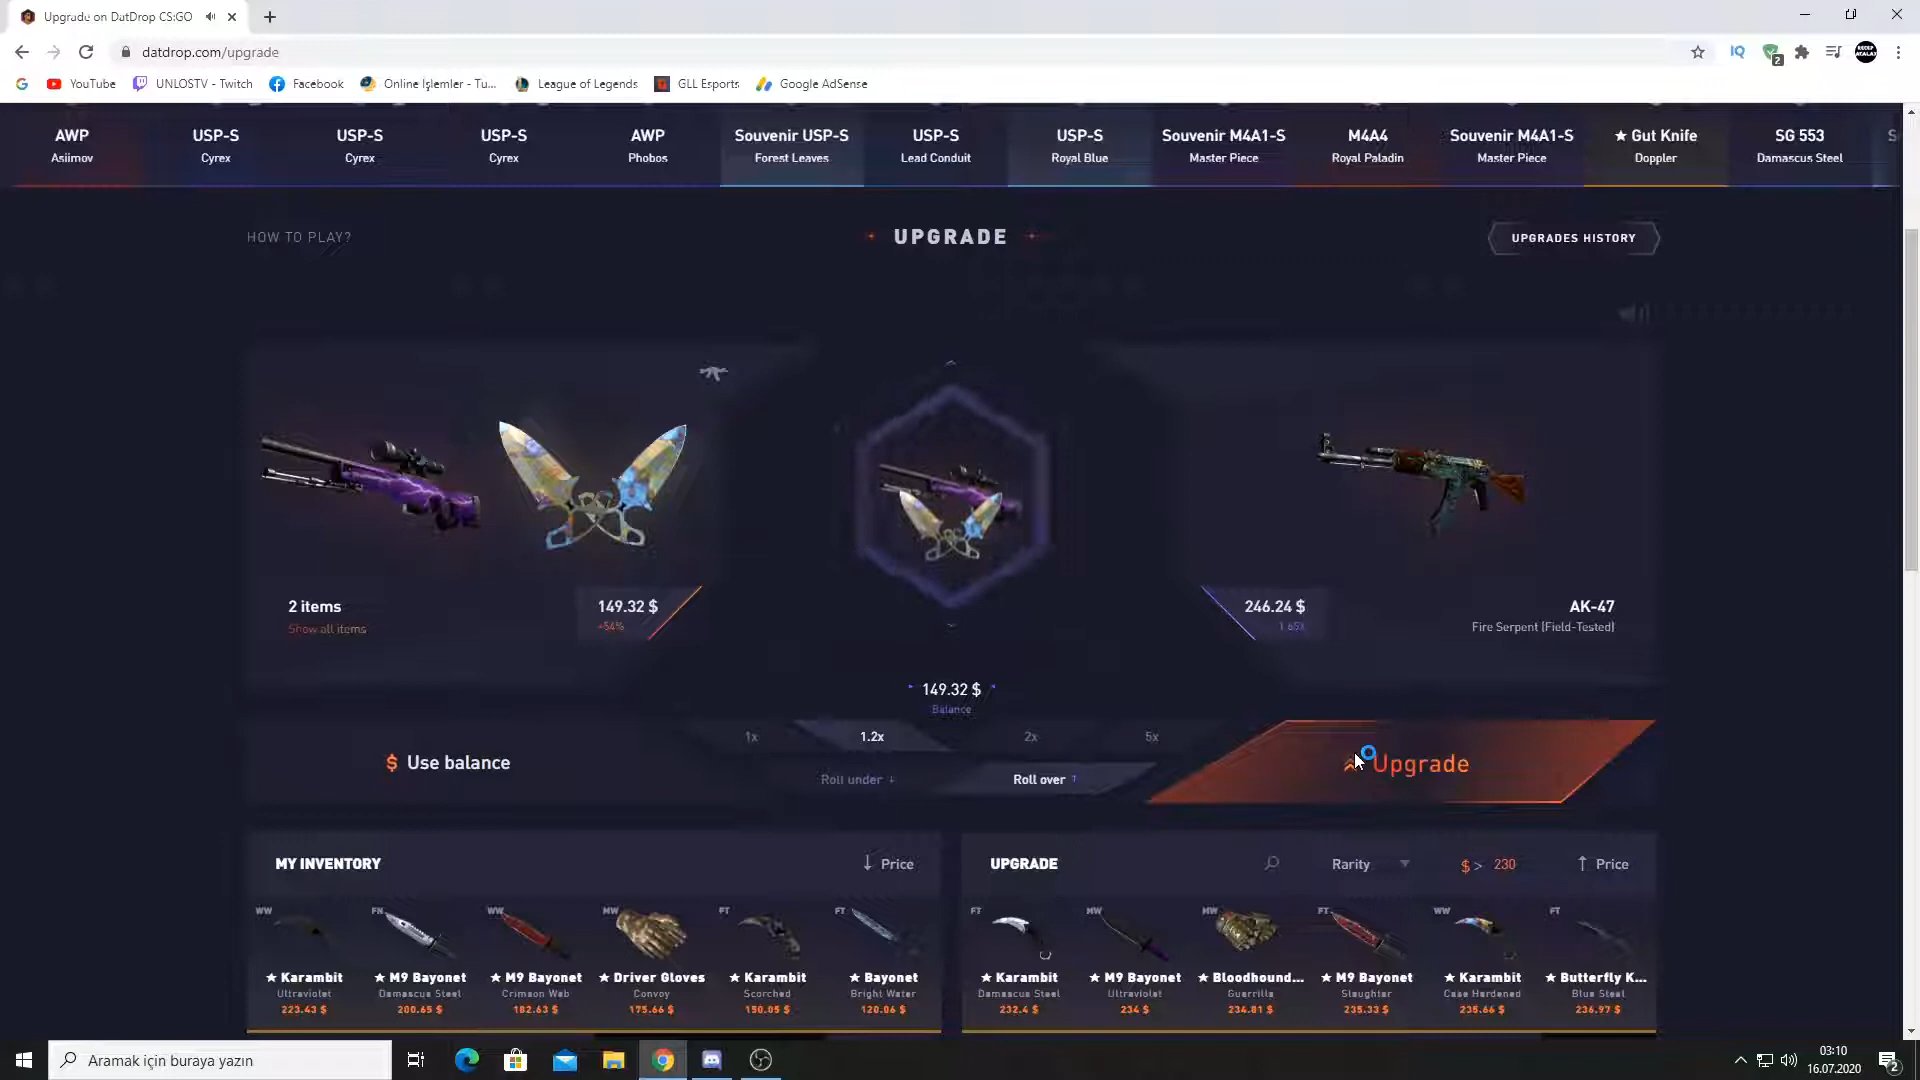 Upgrade on DatDrop CS:GO
datdrop.com/upgrade
2
YouTube
UNLOSTV - Twitch
Facebook
Online İşlemler - Tu...
League of Legends
GLL Esports
Google AdSense
AWP
Asiimov
USP-S
Cyrex
USP-S
Cyrex
USP-S
Cyrex
AWP
Phobos
Souvenir USP-S
Forest Leaves
USP-S
Lead Conduit
USP-S
Royal Blue
Souvenir M4A1-S
Master Piece
M4A4
Royal Paladin
Souvenir M4A1-S
Master Piece
★ Gut Knife
Doppler
SG 553
Damascus Steel
HOW TO PLAY?
UPGRADE
UPGRADES HISTORY
2 items
Show all items
149.32 $
+54%
246.24 $
1.65X
AK-47
Fire Serpent (Field-Tested)
149.32 $
Balance
$ Use balance
1x
1.2x
2x
5x
Roll under ↓
Roll over ↑
Upgrade
MY INVENTORY
↓ Price
UPGRADE
Rarity
$ > 230
↑ Price
WW
★ Karambit
Ultraviolet
223.43 $
FN
★ M9 Bayonet
Damascus Steel
200.65 $
WW
★ M9 Bayonet
Crimson Web
182.63 $
MW
★ Driver Gloves
Convoy
175.66 $
FT
★ Karambit
Scorched
150.05 $
FT
★ Bayonet
Bright Water
120.06 $
FT
★ Karambit
Damascus Steel
232.4 $
MW
★ M9 Bayonet
Ultraviolet
234 $
MW
★ Bloodhound...
Guerrilla
234.81 $
FT
★ M9 Bayonet
Slaughter
235.33 $
WW
★ Karambit
Case Hardened
235.66 $
FT
★ Butterfly K...
Blue Steel
236.97 $
Aramak için buraya yazın
03:10
16.07.2020
2